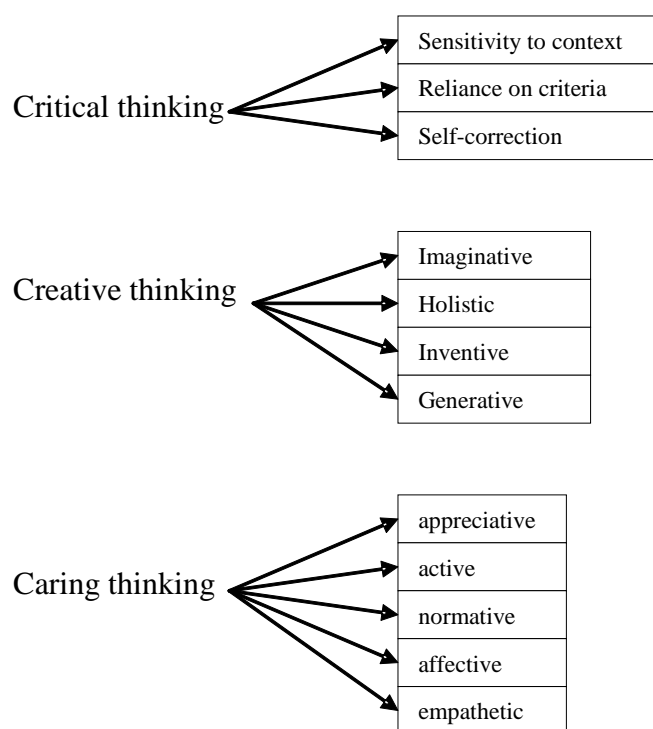 Critical thinking
Sensitivity to context
Reliance on criteria
Self-correction
Creative thinking
Imaginative
Holistic
Inventive
Generative
Caring thinking
appreciative
active
normative
affective
empathetic